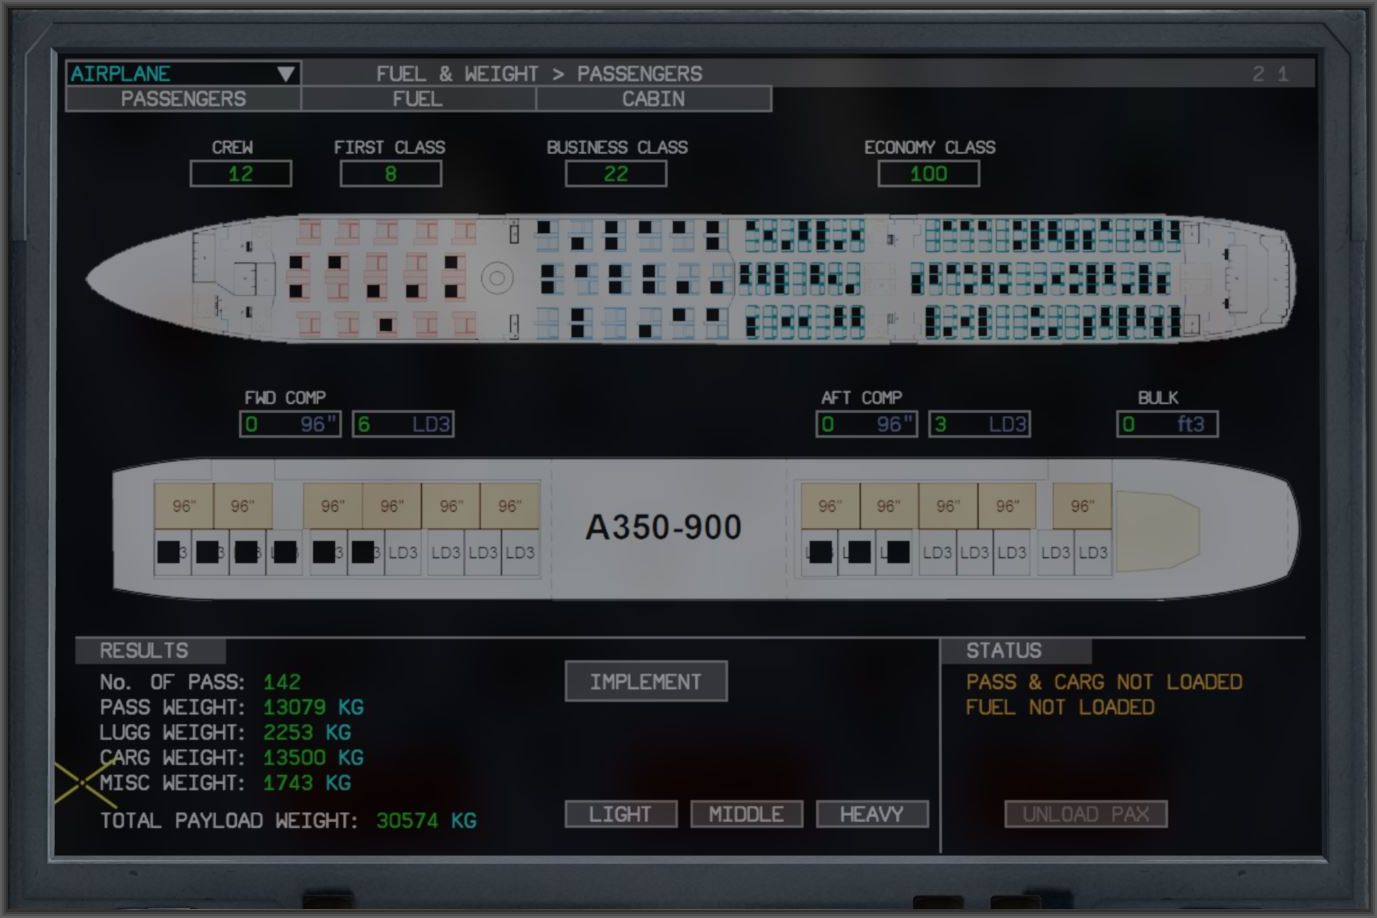 AIRPLANE FUEL & WEIGHT > PASSENGERS 2 1
PASSENGERS FUEL CABIN
CREW FIRST CLASS BUSINESS CLASS ECONOMY CLASS
12 8 22 100
FWD COMP AFT COMP BULK
0 96" 6 LD3 0 96" 3 LD3 0 ft3
96" 96" 96" 96" 96" 96" 96" 96" 96" 96" 96"
A350-900
LD3 LD3 LD3 LD3 LD3 LD3 LD3 LD3 LD3
RESULTS STATUS
No. OF PASS: 142 IMPLEMENT PASS & CARG NOT LOADED
PASS WEIGHT: 13079 KG FUEL NOT LOADED
LUGG WEIGHT: 2253 KG
CARG WEIGHT: 13500 KG
MISC WEIGHT: 1743 KG
TOTAL PAYLOAD WEIGHT: 30574 KG LIGHT MIDDLE HEAVY UNLOAD PAX